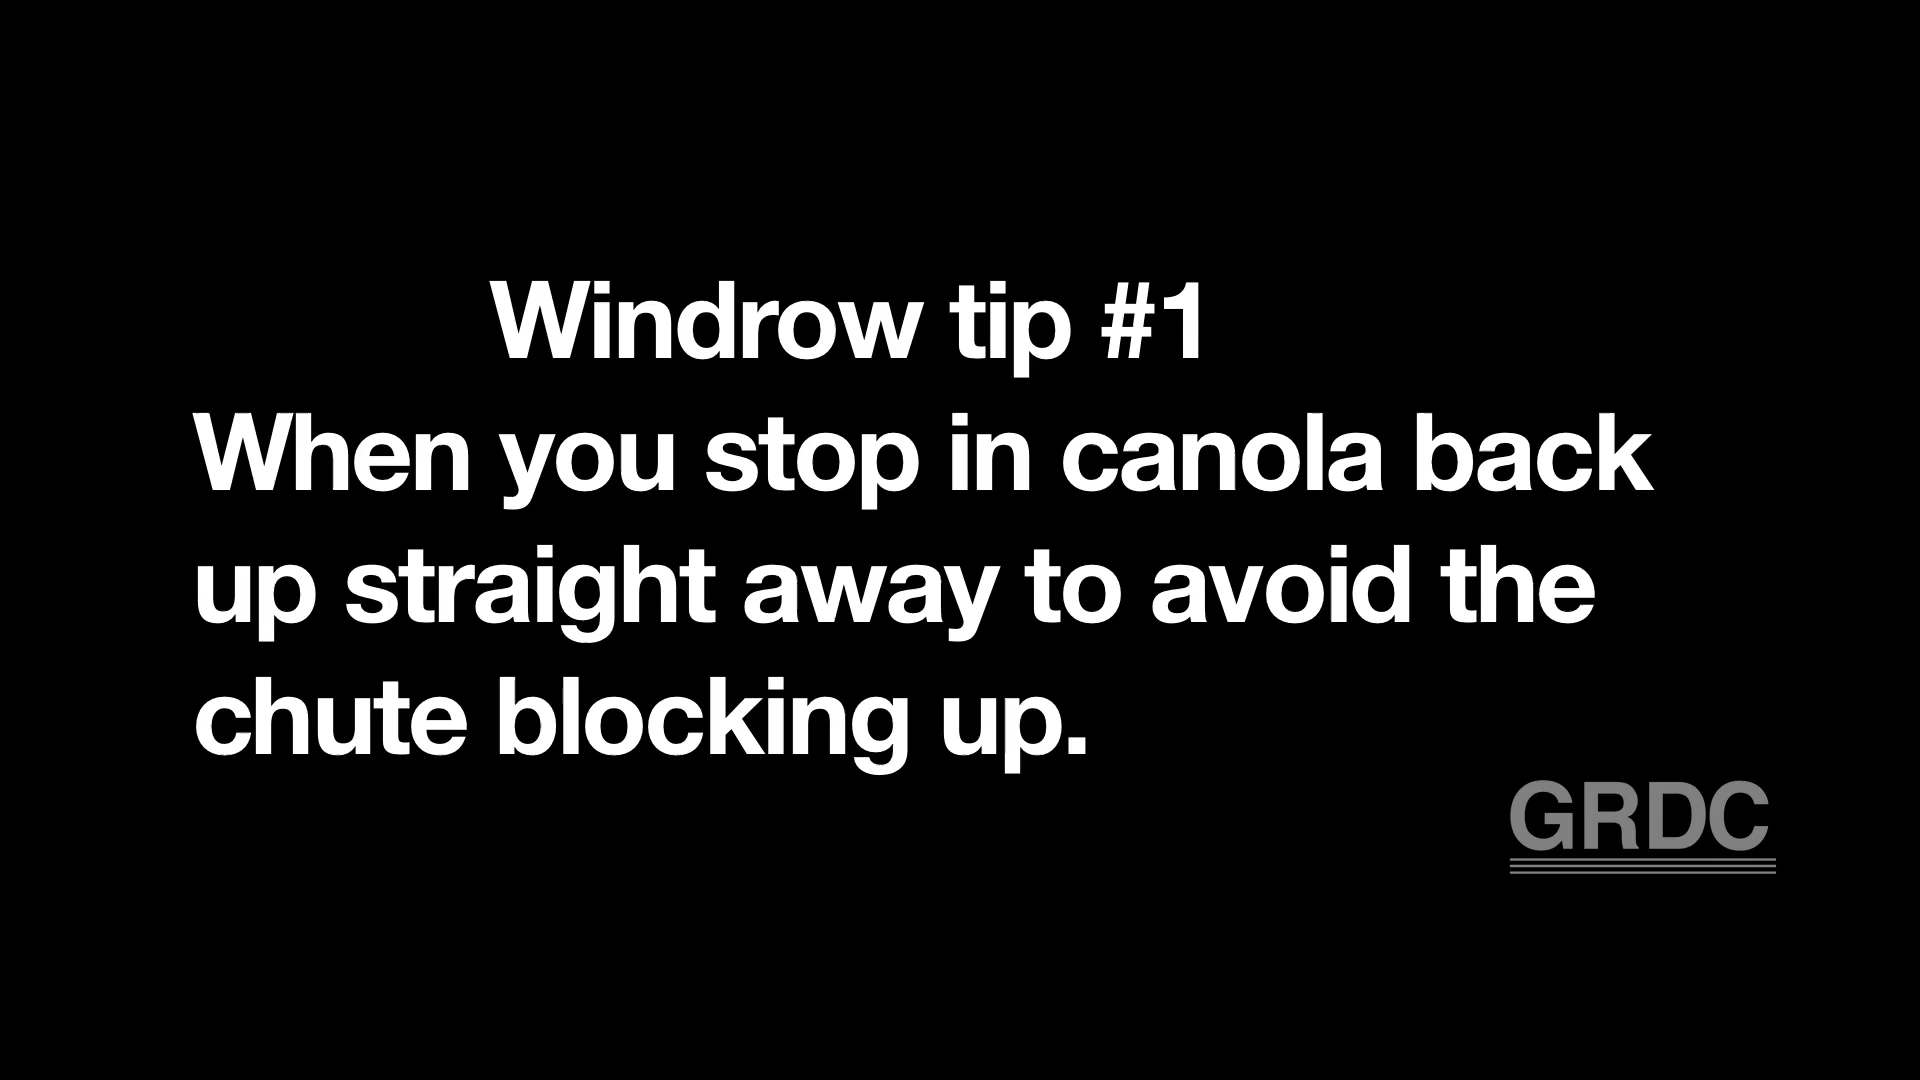 Windrow tip #1
When you stop in canola back
up straight away to avoid the
chute blocking up.
GRDC